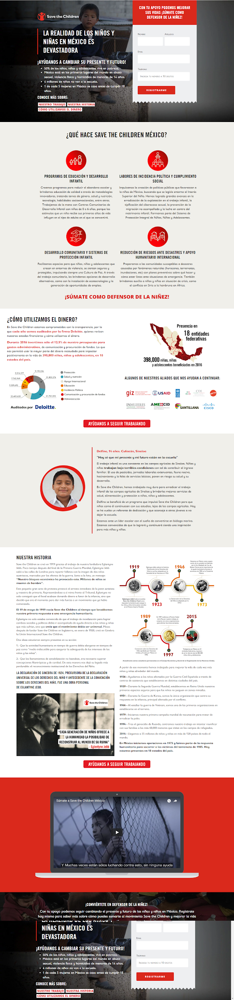 Save the Children
LA REALIDAD DE LOS NIÑOS Y
NIÑAS EN MÉXICO ES
DEVASTADORA
¡AYÚDANOS A CAMBIAR SU PRESENTE Y FUTURO!
50% de los niños, niñas y adolescentes vive en pobreza.
México está en los primeros lugares del mundo en abuso
sexual, violencia física y homicidios de menores de 14 años.
4 millones de niños no van a la escuela.
1 de cada 5 mujeres en México se casa antes de cumplir 18
años.
CONOCE MÁS SOBRE:
NUESTRO TRABAJO NUESTRA HISTORIA
CÓMO UTILIZAMOS EL DINERO
CON TU APOYO PODEMOS MEJORAR
SUS VIDAS ¡SÚMATE COMO
DEFENSOR DE LA NIÑEZ!
Nombre Apellidos
Email
Teléfono
Ingresa tu numero a 10 dígitos
REGISTRARME
¿QUÉ HACE SAVE THE CHILDREN MÉXICO?
PROGRAMAS DE EDUCACIÓN Y DESARROLLO
INFANTIL
Creamos programas para reducir el abandono escolar y
brindamos educación de calidad a través de metodologías
innovadoras, tratando temas de género, salud y nutrición,
tecnología, habilidades socioemocionales, entre otros.
Trabajamos de la mano con Centros Comunitarios de
Desarrollo Infantil con niños de 0 a 6 años, porque los
estímulos que un niño recibe sus primeros años de vida
influyen en el tipo de adulto en el que se convertirá.
LABORES DE INCIDENCIA POLÍTICA Y CUMPLIMIENTO
SOCIAL
Impulsamos la creación de políticas públicas que favorezcan a
la niñez de México, buscando que se legisle entorno al Interés
Superior del Niño. Hemos logrado grandes avances en la
erradicación de la explotación en el trabajo infantil, la
tipificación del ciberacoso sexual, la prevención de la
migración no acompañada y la lucha en contra del
matrimonio infantil. Formamos parte del Sistema de
Protección Integral de Niños, Niñas y Adolescentes.
DESARROLLO COMUNITARIO Y SISTEMAS DE
PROTECCIÓN INFANTIL
Facilitamos espacios para que niños, niñas y adolescentes que
crecen en entornos de violencia, se sientan seguros y
protegidos, impulsando siempre una Cultura de Paz. A través
del trabajo comunitario, les brindamos opciones de desarrollo
alternativas, como son la instalación de ecotecnologías y la
generación de oportunidades de empleo.
REDUCCIÓN DE RIESGOS ANTE DESASTRES Y APOYO
HUMANITARIO INTERNACIONAL
Preparamos a las comunidades susceptibles a desastres
causados por fenómenos naturales (huracanes, terremotos,
inundaciones, etc) con planes preventivos sobre qué hacer y
cómo estar listos ante situaciones de emergencia. También
brindamos auxilio a niños y niñas en situación de crisis, como
el conflicto en Siria o la hambruna en África.
¡SÚMATE COMO DEFENSOR DE LA NIÑEZ!
¿CÓMO UTILIZAMOS EL DINERO?
En Save the Children estamos comprometidos con la transparencia, por lo
que cada año somos auditados por la firma Deloitte, quienes revisan
nuestros estados financieros y cómo utilizamos el dinero.
Durante 2016 invertimos sólo el 12.5% de nuestro presupuesto para
gastos administrativos, de comunicación y procuración de fondos. Lo que
nos permitió usar la mayor parte del dinero recaudado para impactar
positivamente en la vida de 398,000 niñas, niños y adolescentes, en 18
estados del país.
9,193,236
5,516,377
7,745,949
9,309,692
22,403,620
31,803,276
31,751,593
Protección
Salud y nutrición
Apoyo Internacional
Educación
Incidencia Política
Comunicación y procuración de fondos
Administración
Auditados por Deloitte.
Presencia en
18 entidades
federativas
398,000 niñas, niños
y adolescentes beneficiados en 2016
ALGUNOS DE NUESTROS ALIADOS QUE NOS AYUDAN A CONTINUAR:
giz USAID CDI
INMUJERES AMEXCID SANTILLANA CISCO
AYÚDANOS A SEGUIR TRABAJANDO
Delfino, 14 años. Culiacán, Sinaloa
"Hoy sé que mi presente y mi futuro están en la escuela"
El trabajo infantil es una constante en los campos agrícolas de Sinaloa. Niños y
niñas trabajan bajo terribles condiciones con tal de contribuir al ingreso
familiar. El uso de pesticidas, jornadas laborales extenuantes, fauna nociva,
hacinamiento y la falta de servicios básicos, ponen en riesgo su salud y su
desarrollo.
En Save the Children, hemos trabajado muy duro para erradicar el trabajo
infantil de los campos agrícolas de Sinaloa y brindarles mejores servicios de
salud, alimentación y protección a niñas, niños y adolescentes.
Delfino se benefició de un programa que impulsó Save the Children para que
niños como él continuasen con sus estudios, lejos de los campos agrícolas. Hoy
se ha vuelto un referente de dedicación y que aconseja a otros jóvenes a no
dejar la escuela.
Estamos ante un líder escolar con el sueño de convertirse en biólogo marino.
Estamos convencidos de que lo logrará y continuará siendo una inspiración
para más niñas y niños.
NUESTRA HISTORIA
Save the Children se creó en 1919 gracias al trabajo de nuestra fundadora Eglantyne
Jebb. Poco tiempo después del final de la Primera Guerra Mundial, Eglantyne Jebb
salió a las calles de Londres para repartir folletos con la imagen de dos niños
austriacos, marcados por los efectos de la guerra. Junto a la foto, un mensaje:
"Nuestro bloqueo económico ha provocado esto. Millones de niños se
mueren de hambre".
Este pequeño gran acto de protesta provocó el arresto inmediato de la joven activista
y maestra de primaria. Representándose a sí misma frente al Tribunal, Eglantyne no
solo consiguió que el fiscal acabase donando dinero a favor de la infancia, sino que
decidió que era el momento para dar más fuerza a un movimiento que ya había
comenzado.
El 19 de mayo de 1919 nacía Save the Children al tiempo que lanzábamos
nuestra primera respuesta a una emergencia humanitaria.
Eglantyne no solo estaba convencida de que el trabajo de movilización para lograr
cambios sociales y políticos debía ir acompañado de ayuda directa a los niños y niñas
que más sufrían, sino que creía que el movimiento debía ser universal. Meses
después de fundar Save the Children en Inglaterra, en enero de 1920, creó en Ginebra
la Unión Internacional Save the Children.
Dos ideas estuvieron siempre presentes en su acción:
1.- Que la actividad humanitaria en tiempo de guerra debía alargarse en tiempos de
paz como "medio indiscutible para asegurar la salvaguarda de los intereses de los
niños y las niñas".
2.- Que los llamamientos de sensibilización no bastaban, era necesario superar
concepciones filantrópicas y de caridad. De esta manera nos dejó su legado más
perdurable: el reconocimiento institucional de los Derechos del Niño.
LA DECLARACIÓN DE GINEBRA DE 1924, PRECURSORA DE LA DECLARACIÓN
UNIVERSAL DE LOS DERECHOS DEL NIÑO Y ANTECEDENTE DE LA CONVENCIÓN
SOBRE LOS DERECHOS DEL NIÑO, FUE UNA OBRA PERSONAL
DE EGLANTYNE JEBB.
Save the Children
"CADA GENERACIÓN DE NIÑOS OFRECE A
LA HUMANIDAD LA POSIBILIDAD DE
RECONSTRUIR AL MUNDO DE SU RUINA"
- Eglentyne Jebb
1919
1946
1923
1973
1989
2015
1997
A partir de ese momento hemos trabajado para mejorar la vida de cada vez más
niños y niñas alrededor del mundo.
1936 - Ayudamos a los niños afectados por la Guerra Civil Española a través de
centros de asistencia que establecemos en distintas ciudades del país.
1939 - Durante la Segunda Guerra Mundial, establecemos en Reino Unido nuestros
primeros espacios seguros para que los niños no jueguen en zonas minadas.
1951 - Durante la Guerra de Korea, somos la única organización que centra su
respuesta en la infancia, principal afectada por el conflicto.
1966 - Al estallar la guerra de Vietnam, somos una de las primeras organizaciones en
establecerse en el terreno.
1979 - Iniciamos nuestra primera campaña mundial de vacunación para tratar de
erradicar la polio.
1994 - Tras el genocidio de Ruanda, centramos nuestro trabajo en intentar reunificar
con sus familias a los más 60,000 menores que vivían en los campos de refugiados.
2014 - Llegamos a 55 millones de niños y niñas en más de 120 países de todo el
mundo.
En México iniciamos operaciones en 1973 y fuimos parte de la respuesta
humanitaria para socorrer a las víctimas del terremoto de 1985. Hoy
estamos presentes en 18 estados del país.
AYÚDANOS A SEGUIR TRABAJANDO
Súmate a Save the Children México
Y Muchas veces están sólos luchando contra esto, sin ninguna ayuda
¡CONVIÉRTETE EN DEFENSOR DE LA NIÑEZ!
Con tu apoyo podemos seguir cambiando el presente y futuro de las niñas y niños en México. Regístrate
hoy mismo para saber más sobre cómo puedes sumarte al movimiento Save the Children y mejorar la vida
LA REALIDAD DE LOS NIÑOS Y
NIÑAS EN MÉXICO ES
DEVASTADORA
¡AYÚDANOS A CAMBIAR SU PRESENTE Y FUTURO!
50% de los niños, niñas y adolescentes vive en pobreza.
México está en los primeros lugares del mundo en abuso
sexual, violencia física y homicidios de menores de 14 años.
4 millones de niños no van a la escuela.
1 de cada 5 mujeres en México se casa antes de cumplir 18
años.
CONOCE MÁS SOBRE:
NUESTRO TRABAJO NUESTRA HISTORIA
CÓMO UTILIZAMOS EL DINERO
Email
Teléfono
Ingresa tu numero a 10 dígitos
REGISTRARME